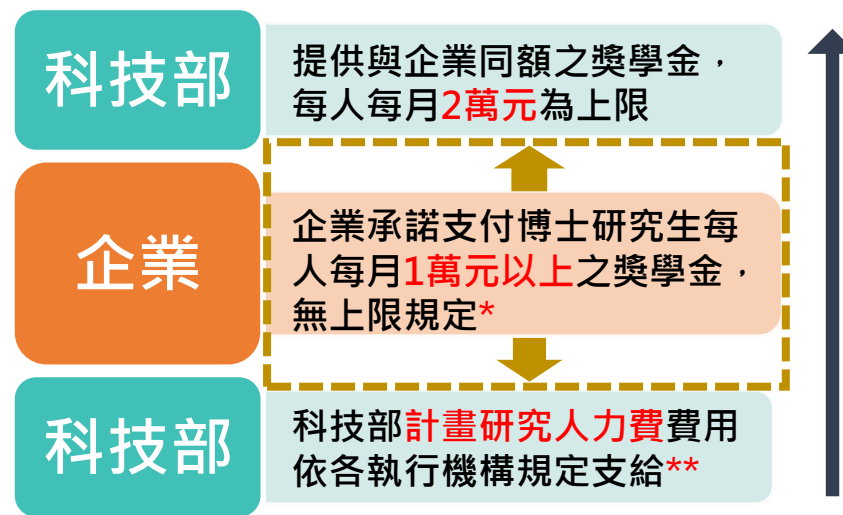 科技部
提供與企業同額之獎學金，
每人每月2萬元為上限
企業
企業承諾支付博士研究生每
人每月1萬元以上之獎學金，
無上限規定*
科技部
科技部計畫研究人力費費用
依各執行機構規定支給**